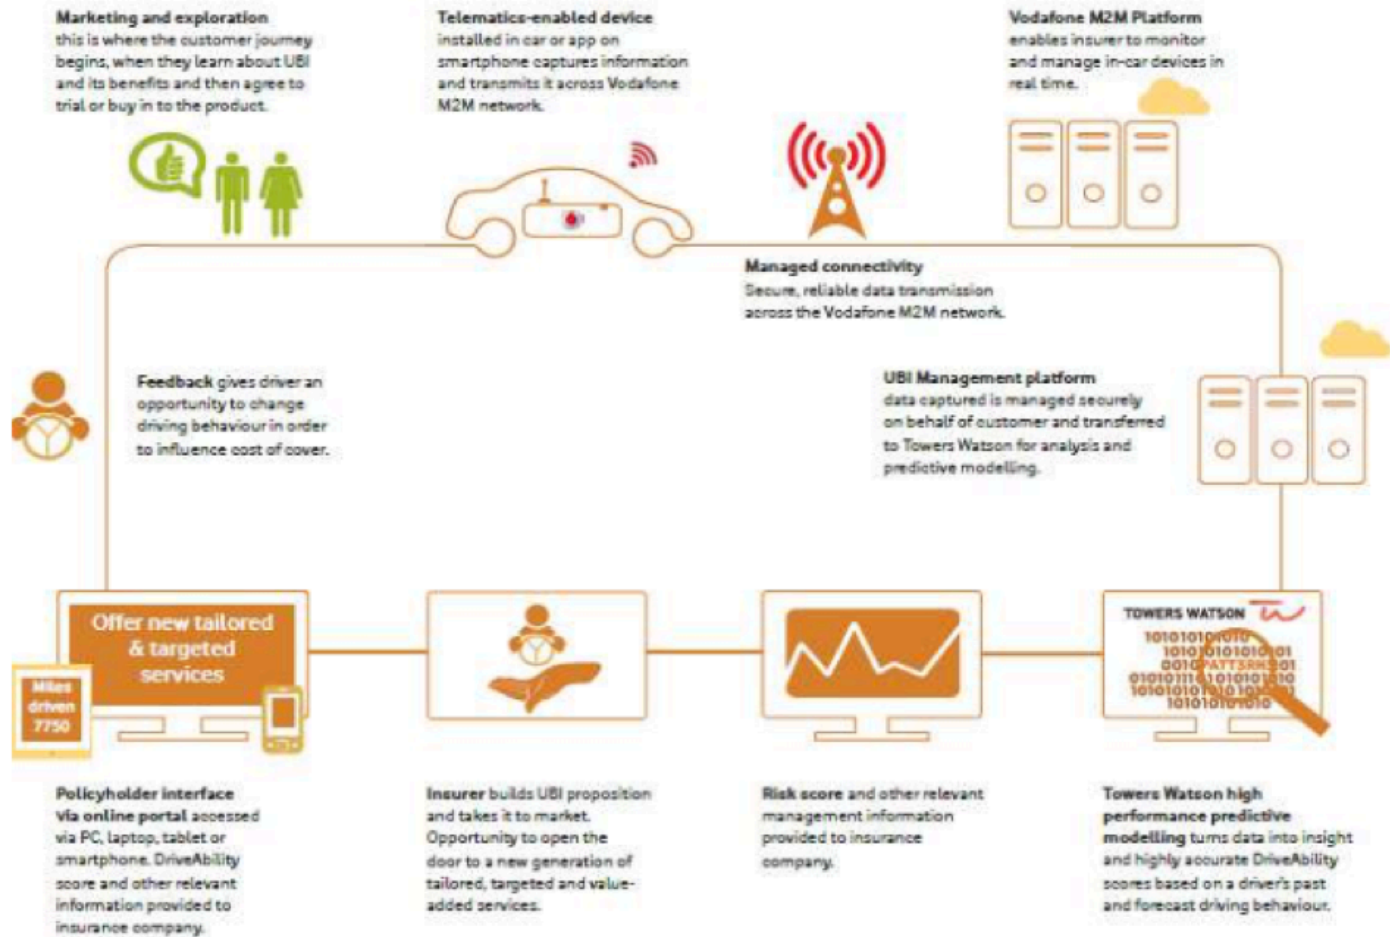 Marketing and exploration
this is where the customer journey
begins, when they learn about UBI
and its benefits and then agree to
trial or buy in to the product.
Telematics-enabled device
installed in car or app on
smartphone captures information
and transmits it across Vodafone
M2M network.
Vodafone M2M Platform
enables insurer to monitor
and manage in-car devices in
real time.
Managed connectivity
Secure, reliable data transmission
across the Vodafone M2M network.
Feedback gives driver an
opportunity to change
driving behaviour in order
to influence cost of cover.
UBI Management platform
data captured is managed securely
on behalf of customer and transferred
to Towers Watson for analysis and
predictive modelling.
Offer new tailored
& targeted
services
Miles
driven
7750
TOWERS WATSON
1010101010
Policyholder interface
via online portal accessed
via PC, laptop, tablet or
smartphone. DriveAbility
score and other relevant
information provided to
insurance company.
Insurer builds UBI proposition
and takes it to market.
Opportunity to open the
door to a new generation of
tailored, targeted and value-
added services.
Risk score and other relevant
management information
provided to insurance
company.
Towers Watson high
performance predictive
modelling turns data into insight
and highly accurate DriveAbility
scores based on a driver's past
and forecast driving behaviour.